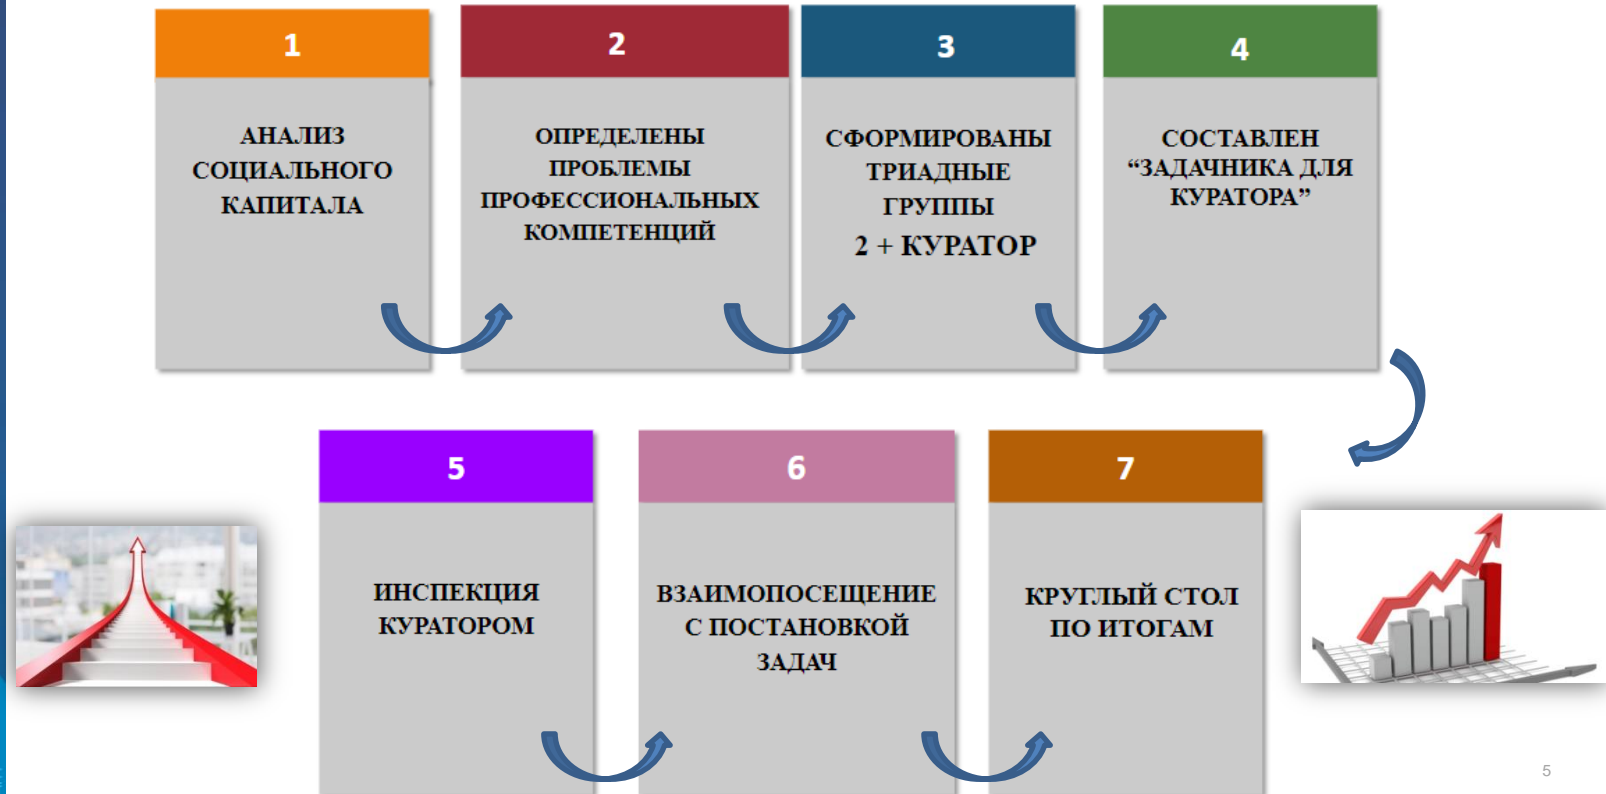 1
АНАЛИЗ
СОЦИАЛЬНОГО
КАПИТАЛА
2
ОПРЕДЕЛЕНЫ
ПРОБЛЕМЫ
ПРОФЕССИОНАЛЬНЫХ
КОМПЕТЕНЦИЙ
3
СФОРМИРОВАНЫ
ТРИАДНЫЕ
ГРУППЫ
2 + КУРАТОР
4
СОСТАВЛЕН
“ЗАДАЧНИКА ДЛЯ
КУРАТОРА”
5
ИНСПЕКЦИЯ
КУРАТОРОМ
6
ВЗАИМОПОСЕЩЕНИЕ
С ПОСТАНОВКОЙ
ЗАДАЧ
7
КРУГЛЫЙ СТОЛ
ПО ИТОГАМ
5